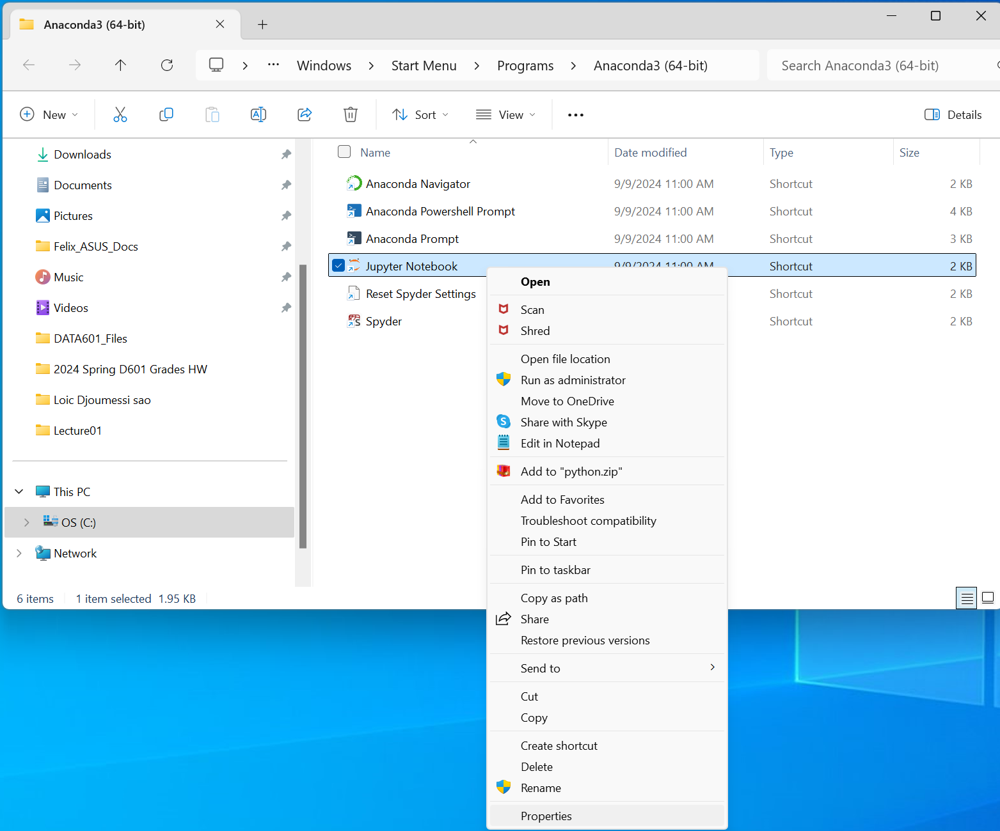 Anaconda3 (64-bit)
Windows > Start Menu > Programs > Anaconda3 (64-bit)
Search Anaconda3 (64-bit)
New
Sort
View
Details
Downloads
Documents
Pictures
Felix_ASUS_Docs
Music
Videos
DATA601_Files
2024 Spring D601 Grades HW
Loic Djoumessi sao
Lecture01
This PC
OS (C:)
Network
Name Date modified Type Size
Anaconda Navigator 9/9/2024 11:00 AM Shortcut 2 KB
Anaconda Powershell Prompt 9/9/2024 11:00 AM Shortcut 4 KB
Anaconda Prompt 9/9/2024 11:00 AM Shortcut 3 KB
Jupyter Notebook 9/9/2024 11:00 AM Shortcut 2 KB
Reset Spyder Settings Shortcut 2 KB
Spyder Shortcut 2 KB
Open
Scan
Shred
Open file location
Run as administrator
Move to OneDrive
Share with Skype
Edit in Notepad
Add to "python.zip"
Add to Favorites
Troubleshoot compatibility
Pin to Start
Pin to taskbar
Copy as path
Share
Restore previous versions
Send to
Cut
Copy
Create shortcut
Delete
Rename
Properties
6 items 1 item selected 1.95 KB